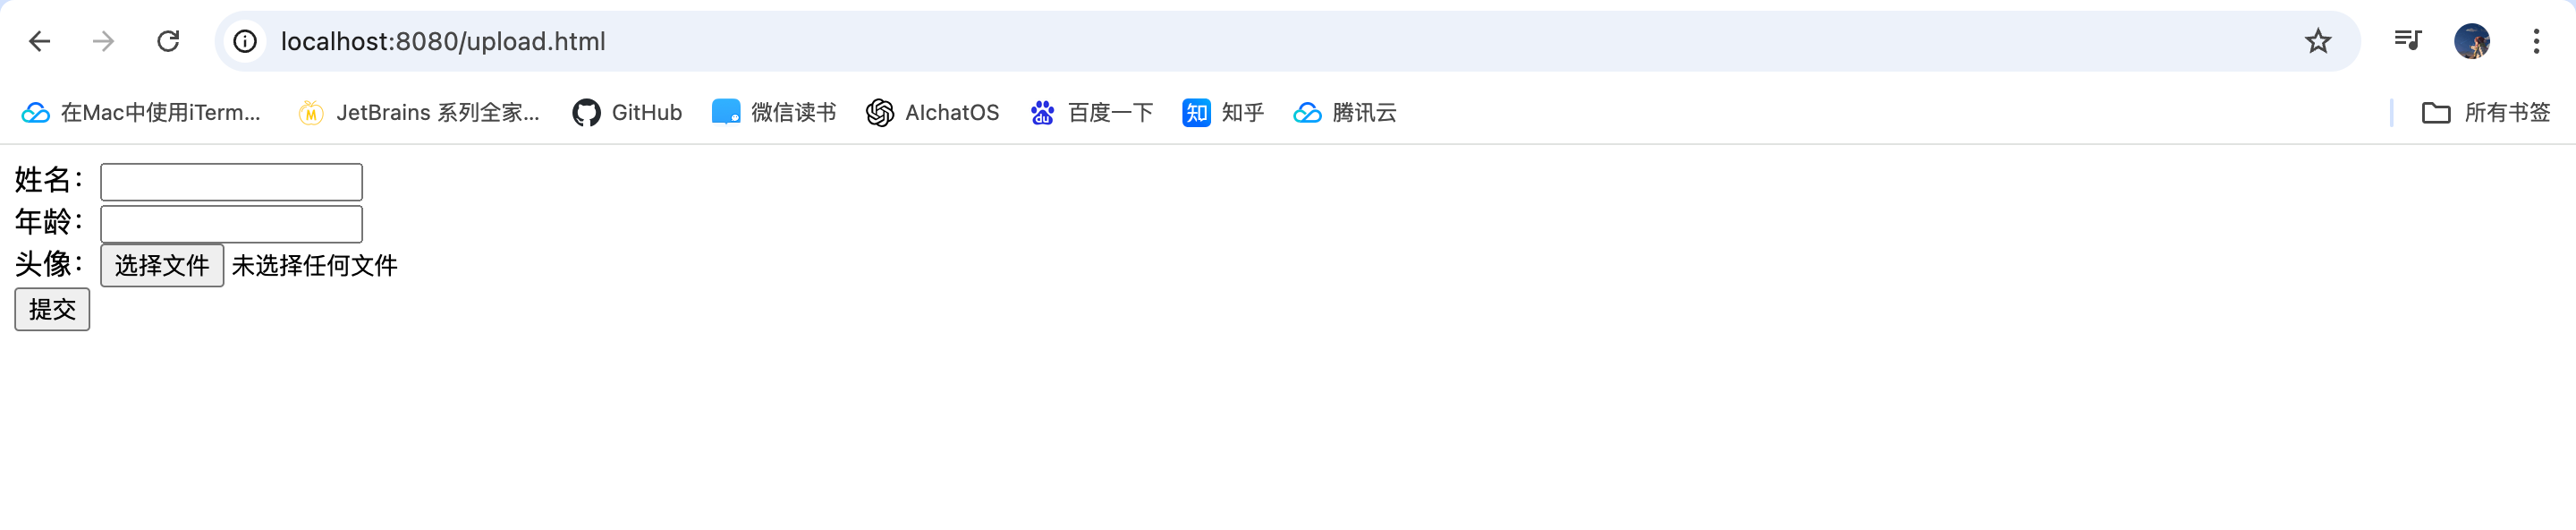 localhost:8080/upload.html
在Mac中使用iTerm... JetBrains 系列全家... GitHub 微信读书 AIchatOS 百度一下 知 知乎 腾讯云 所有书签
姓名：
年龄：
头像： 选择文件 未选择任何文件
提交